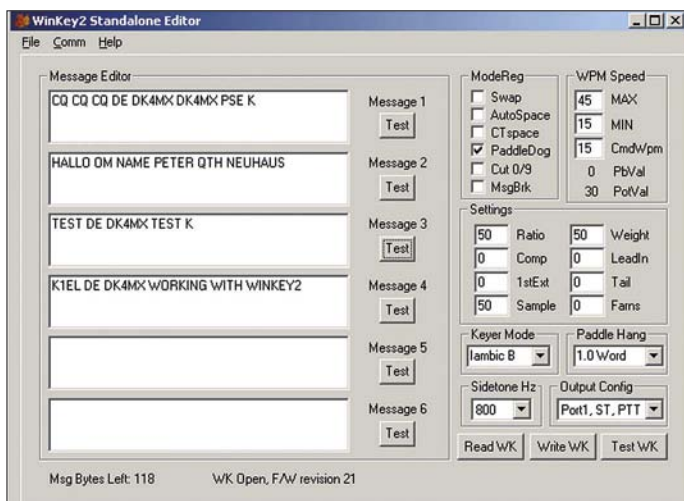 WinKey2 Standalone Editor
File Comm Help
Message Editor
CQ CQ CQ DE DK4MX DK4MX PSE K
Message 1
Test
HALLO OM NAME PETER QTH NEUHAUS
Message 2
Test
TEST DE DK4MX TEST K
Message 3
Test
K1EL DE DK4MX WORKING WITH WINKEY2
Message 4
Test
Message 5
Test
Message 6
Test
Msg Bytes Left: 118
WK Open, F/W revision 21
ModeReg
Swap
AutoSpace
CTspace
PaddleDog
Cut 0/9
MsgBrk
WPM Speed
45 MAX
15 MIN
15 CmdWpm
0 PbVal
30 PotVal
Settings
50 Ratio 50 Weight
0 Comp 0 LeadIn
0 1stExt 0 Tail
50 Sample 0 Farns
Keyer Mode
Iambic B
Paddle Hang
1.0 Word
Sidetone Hz
800
Output Config
Port1, ST, PTT
Read WK Write WK Test WK